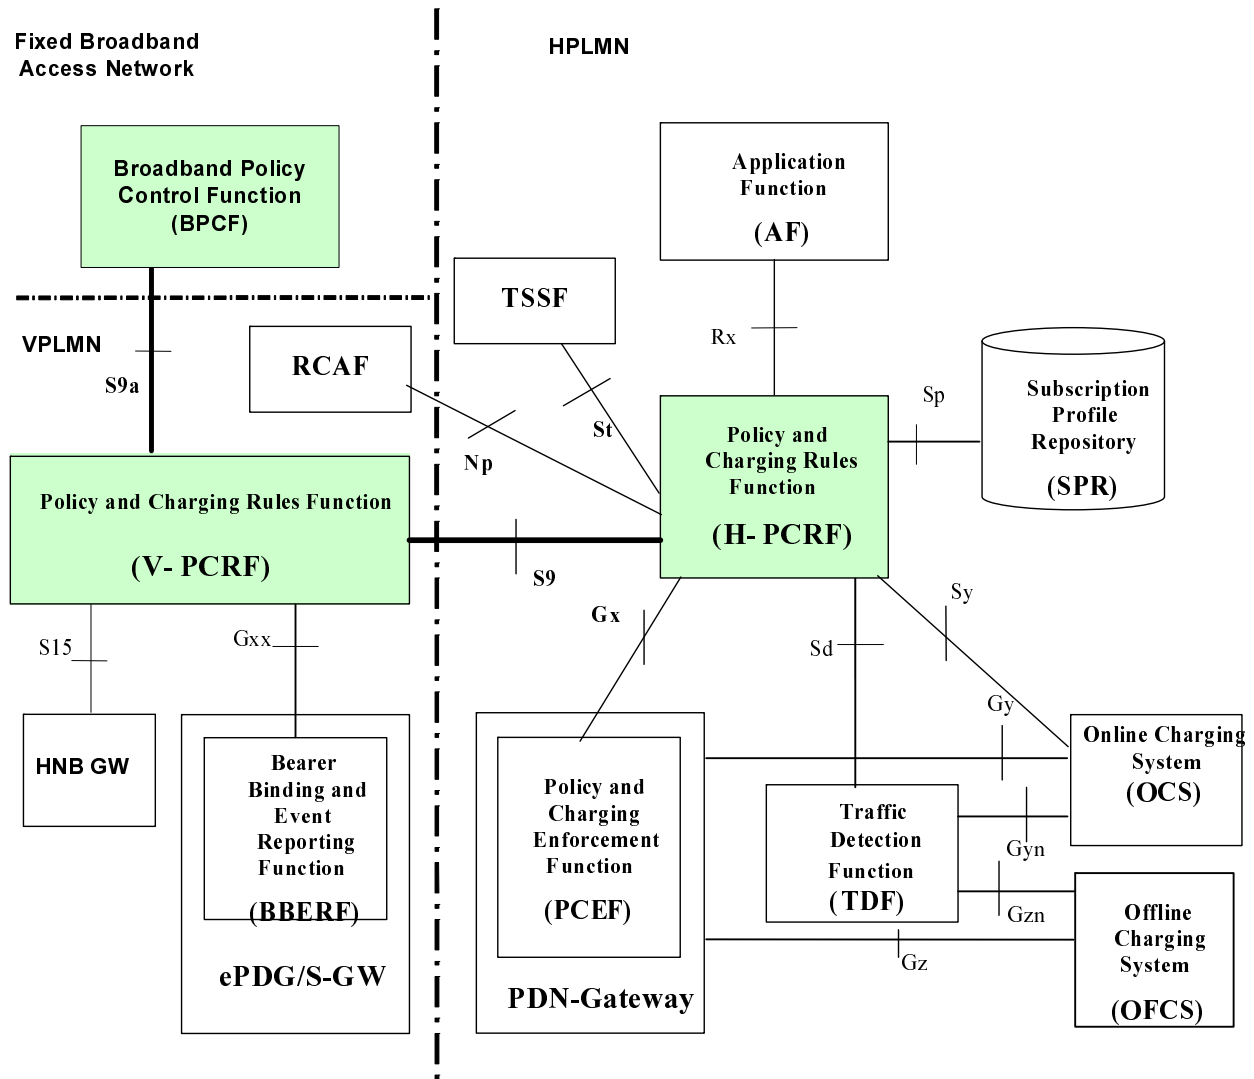 Fixed Broadband
Access Network
HPLMN
Broadband Policy
Control Function
(BPCF)
Application
Function
(AF)
TSSF
VPLMN
RCAF
Rx
S9a
Sp
Subscription
Profile
Repository
(SPR)
St
Np
Policy and
Charging Rules
Function
(H- PCRF)
Policy and Charging Rules Function
(V- PCRF)
S9
Gx
Sy
S15
Gxx
Sd
Gy
HNB GW
Bearer
Binding and
Event
Reporting
Function
(BBERF)
ePDG/S-GW
Policy and
Charging
Enforcement
Function
(PCEF)
PDN-Gateway
Traffic
Detection
Function
(TDF)
Online Charging
System
(OCS)
Gyn
Gzn
Gz
Offline
Charging
System
(OFCS)